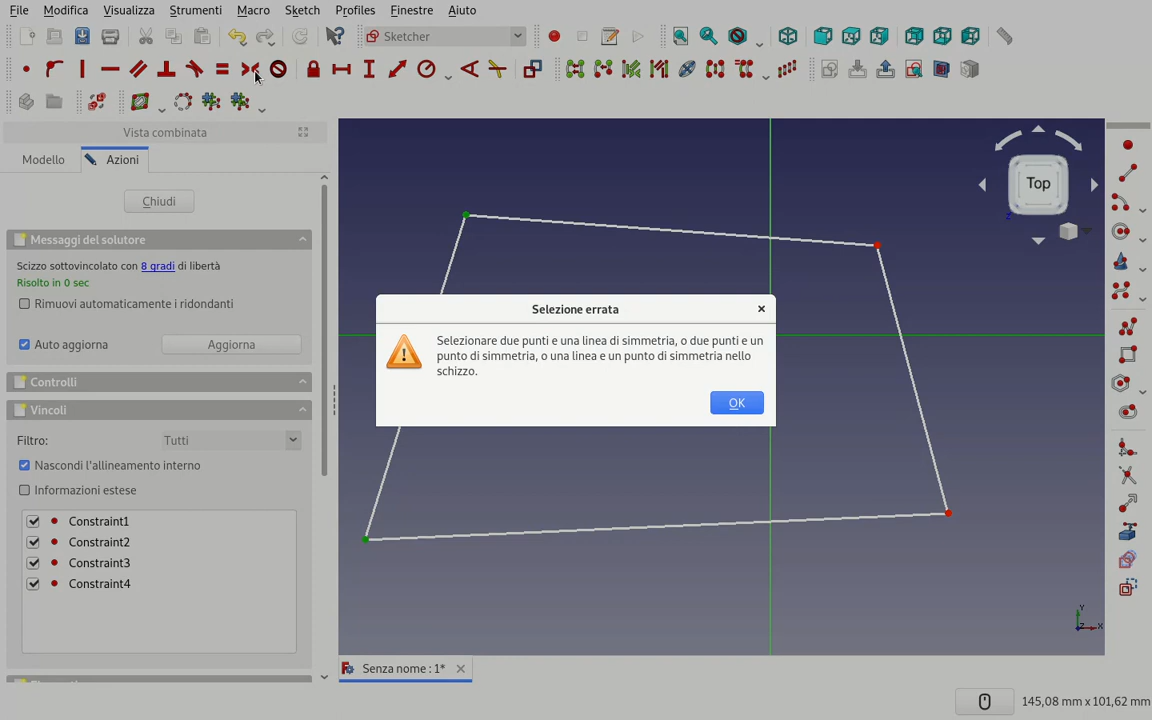 File Modifica Visualizza Strumenti Macro Sketch Profiles Finestre Aiuto
Sketcher
Vista combinata
Modello Azioni
Chiudi
Messaggi del solutore
Scizzo sottovincolato con 8 gradi di libertà
Risolto in 0 sec
Rimuovi automaticamente i ridondanti
Auto aggiorna Aggiorna
Controlli
Vincoli
Filtro: Tutti
Nascondi l'allineamento interno
Informazioni estese
Constraint1
Constraint2
Constraint3
Constraint4
Selezione errata
Selezionare due punti e una linea di simmetria, o due punti e un
punto di simmetria, o una linea e un punto di simmetria nello
schizzo.
OK
Top
Z
Y
Z X
Senza nome : 1*
145,08 mm x 101,62 mm